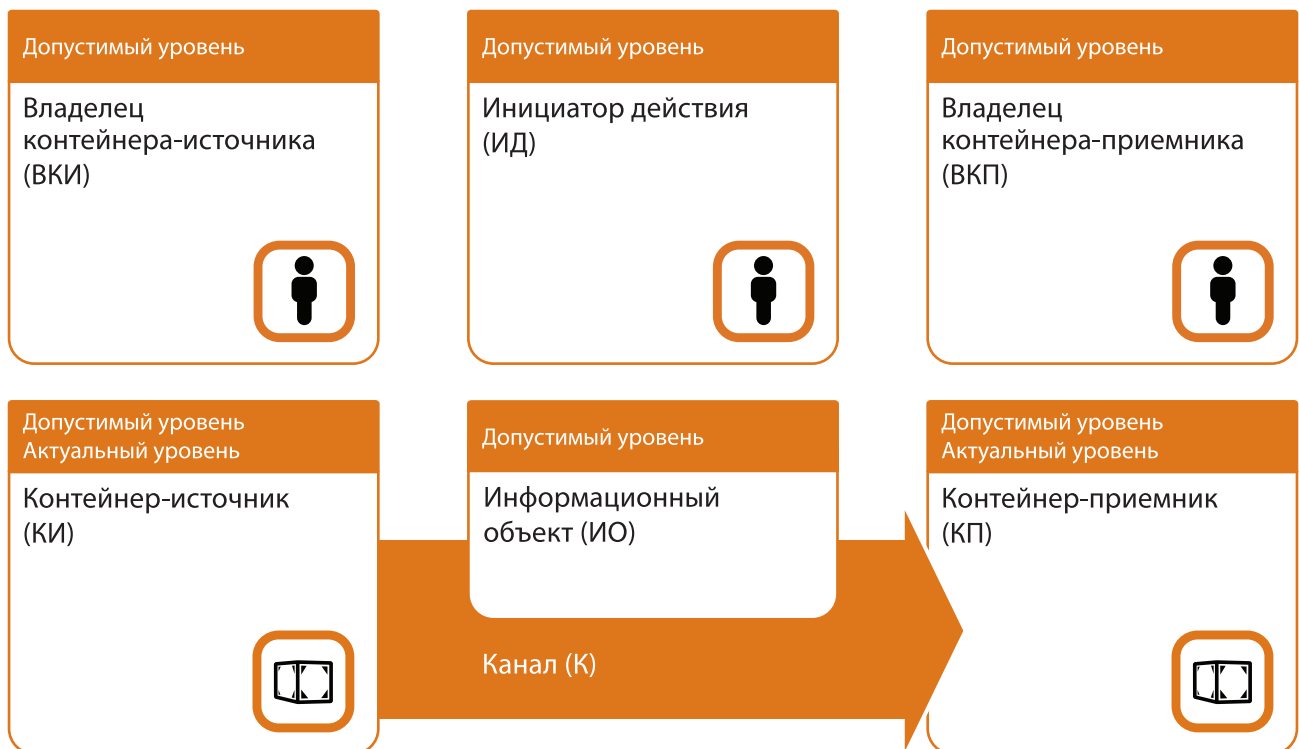 Допустимый уровень
Владелец
контейнера-источника
(ВКИ)
Допустимый уровень
Инициатор действия
(ИД)
Допустимый уровень
Владелец
контейнера-приемника
(ВКП)
Допустимый уровень
Актуальный уровень
Контейнер-источник
(КИ)
Допустимый уровень
Информационный
объект (ИО)
Канал (К)
Допустимый уровень
Актуальный уровень
Контейнер-приемник
(КП)